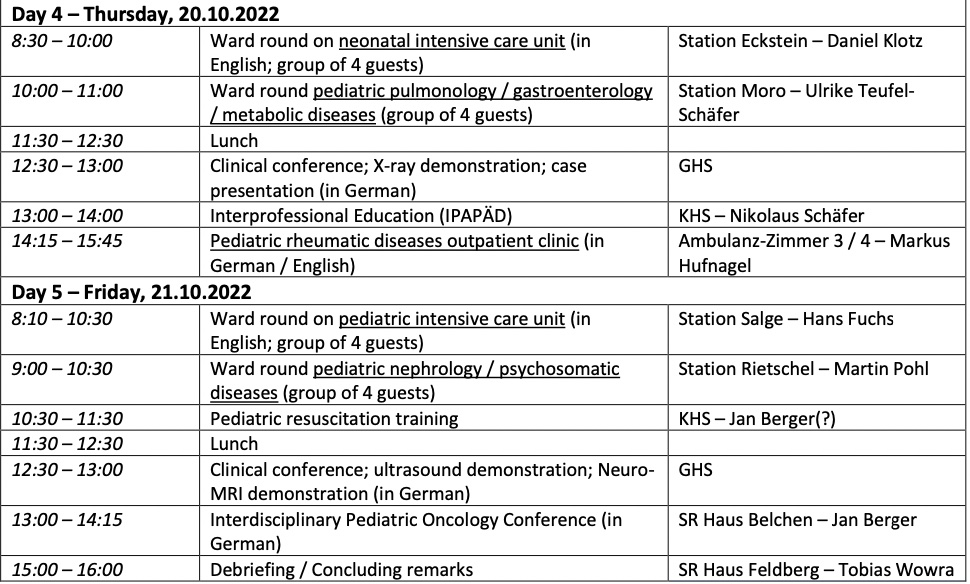 Day 4 – Thursday, 20.10.2022
8:30 – 10:00 Ward round on neonatal intensive care unit (in Station Eckstein – Daniel Klotz
English; group of 4 guests)
10:00 – 11:00 Ward round pediatric pulmonology / gastroenterology Station Moro – Ulrike Teufel-
/ metabolic diseases (group of 4 guests) Schäfer
11:30 – 12:30 Lunch
12:30 – 13:00 Clinical conference; X-ray demonstration; case GHS
presentation (in German)
13:00 – 14:00 Interprofessional Education (IPAPÄD) KHS – Nikolaus Schäfer
14:15 – 15:45 Pediatric rheumatic diseases outpatient clinic (in Ambulanz-Zimmer 3 / 4 – Markus
German / English) Hufnagel
Day 5 – Friday, 21.10.2022
8:10 – 10:30 Ward round on pediatric intensive care unit (in Station Salge – Hans Fuchs
English; group of 4 guests)
9:00 – 10:30 Ward round pediatric nephrology / psychosomatic Station Rietschel – Martin Pohl
diseases (group of 4 guests)
10:30 – 11:30 Pediatric resuscitation training KHS – Jan Berger(?)
11:30 – 12:30 Lunch
12:30 – 13:00 Clinical conference; ultrasound demonstration; Neuro- GHS
MRI demonstration (in German)
13:00 – 14:15 Interdisciplinary Pediatric Oncology Conference (in SR Haus Belchen – Jan Berger
German)
15:00 – 16:00 Debriefing / Concluding remarks SR Haus Feldberg – Tobias Wowra